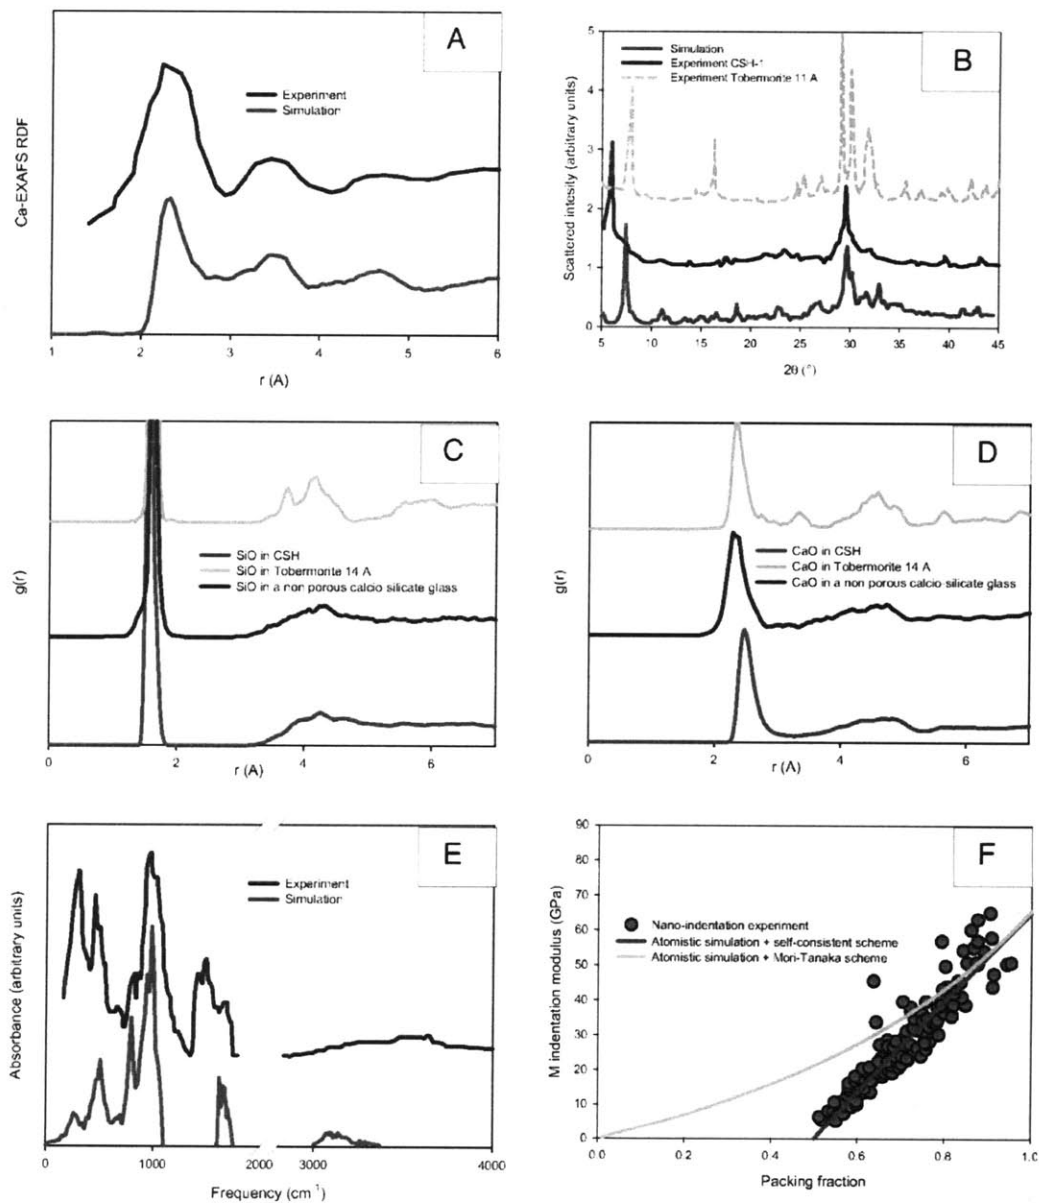 A
Ca-EXAFS RDF
Experiment
Simulation
1 2 3 4 5 6
r (A)
B
Scattered intesity (arbitrary units)
5
4
3
2
1
0
Simulation
Experiment CSH-1
Experiment Tobermorite 11 A
5 10 15 20 25 30 35 40 45
2θ (°)
C
g(r)
SiO in CSH
SiO in Tobermorite 14 A
SiO in a non porous calcio silicate glass
0 2 4 6
r (A)
D
g(r)
CaO in CSH
CaO in Tobermorite 14 A
CaO in a non porous calcio silicate glass
0 2 4 6
r (A)
E
Absorbance (arbitrary units)
Experiment
Simulation
0 1000 2000 3000 4000
Frequency (cm⁻¹)
F
M indentation modulus (GPa)
90
80
70
60
50
40
30
20
10
0
Nano-indentation experiment
Atomistic simulation + self-consistent scheme
Atomistic simulation + Mori-Tanaka scheme
0.0 0.2 0.4 0.6 0.8 1.0
Packing fraction